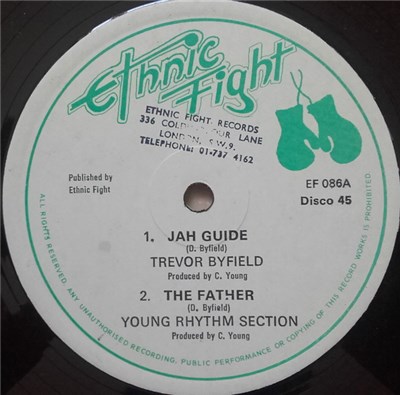 Ethnic Fight
ETHNIC FIGHT RECORDS
336 COLD OUR LANE
LONDON, S.W.9.
TELEPHONE: 01-737 4162
Published by
Ethnic Fight
EF 086A
Disco 45
1. JAH GUIDE
(D. Byfield)
TREVOR BYFIELD
Produced by C. Young
2. THE FATHER
(D. Byfield)
YOUNG RHYTHM SECTION
Produced by C. Young
ALL RIGHTS RESERVED. ANY UNAUTHORISED RECORDING, PUBLIC PERFORMANCE OR COPYING OF THIS RECORD WORKS IS PROHIBITED.